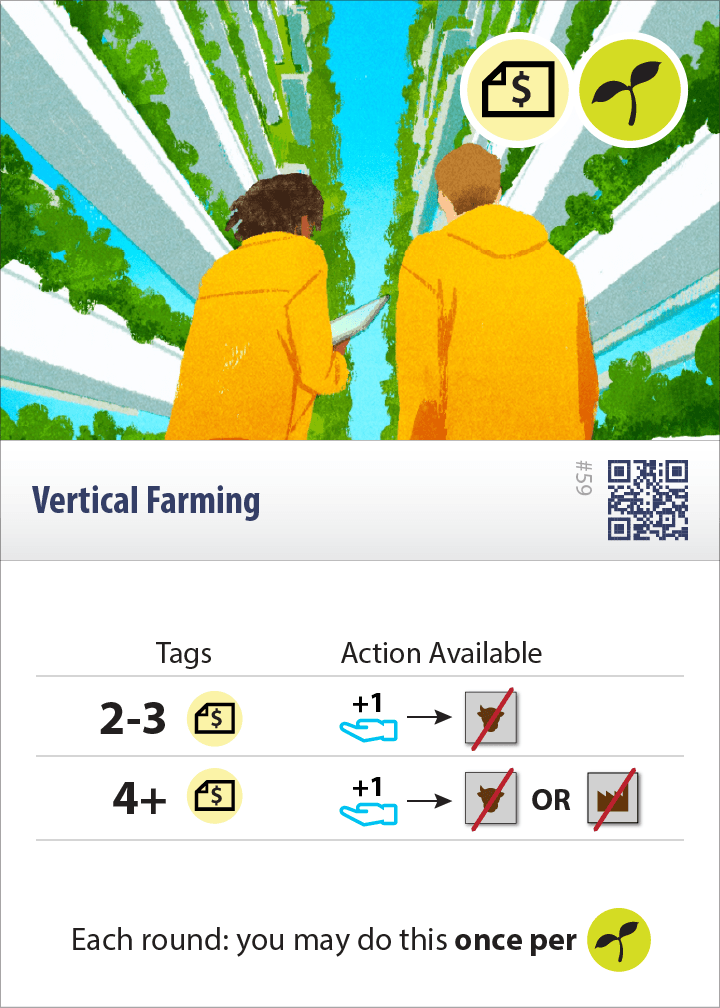 $
Vertical Farming
#59
Tags Action Available
2-3 $ +1
4+ $ +1 OR
Each round: you may do this once per